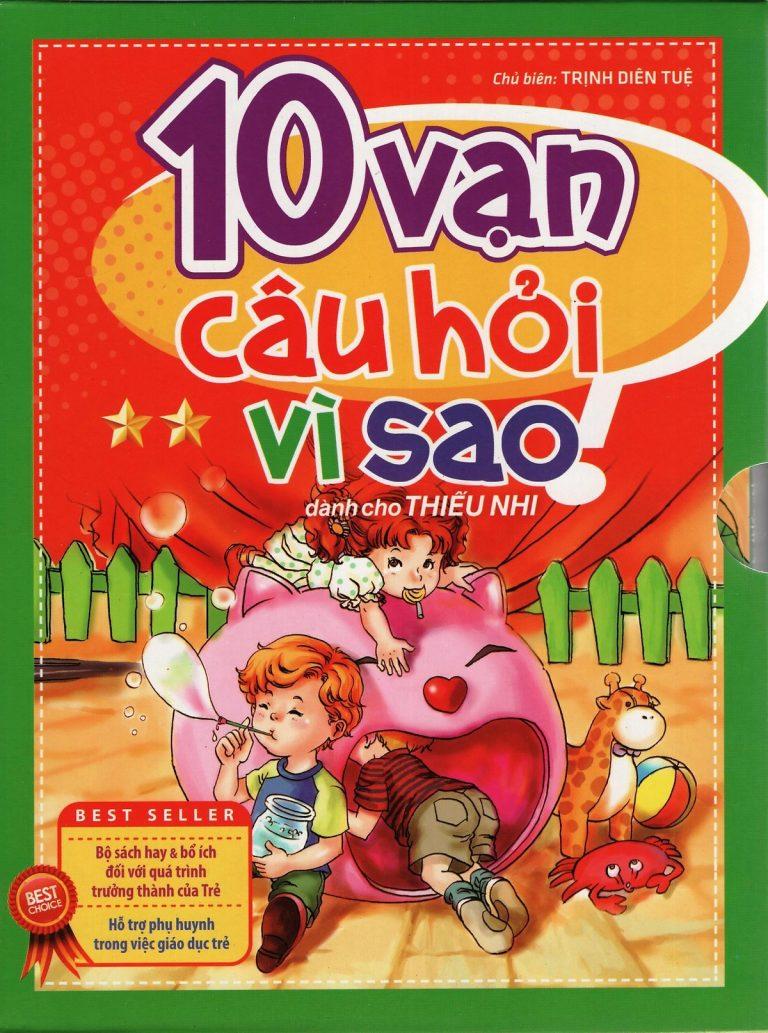 Chủ biên: TRỊNH DIÊN TUỆ
10 vạn
câu hỏi
vì sao!
dành cho THIẾU NHI
BEST SELLER
Bộ sách hay & bổ ích
đối với quá trình
trưởng thành của Trẻ
Hỗ trợ phụ huynh
trong việc giáo dục trẻ
BEST
CHOICE